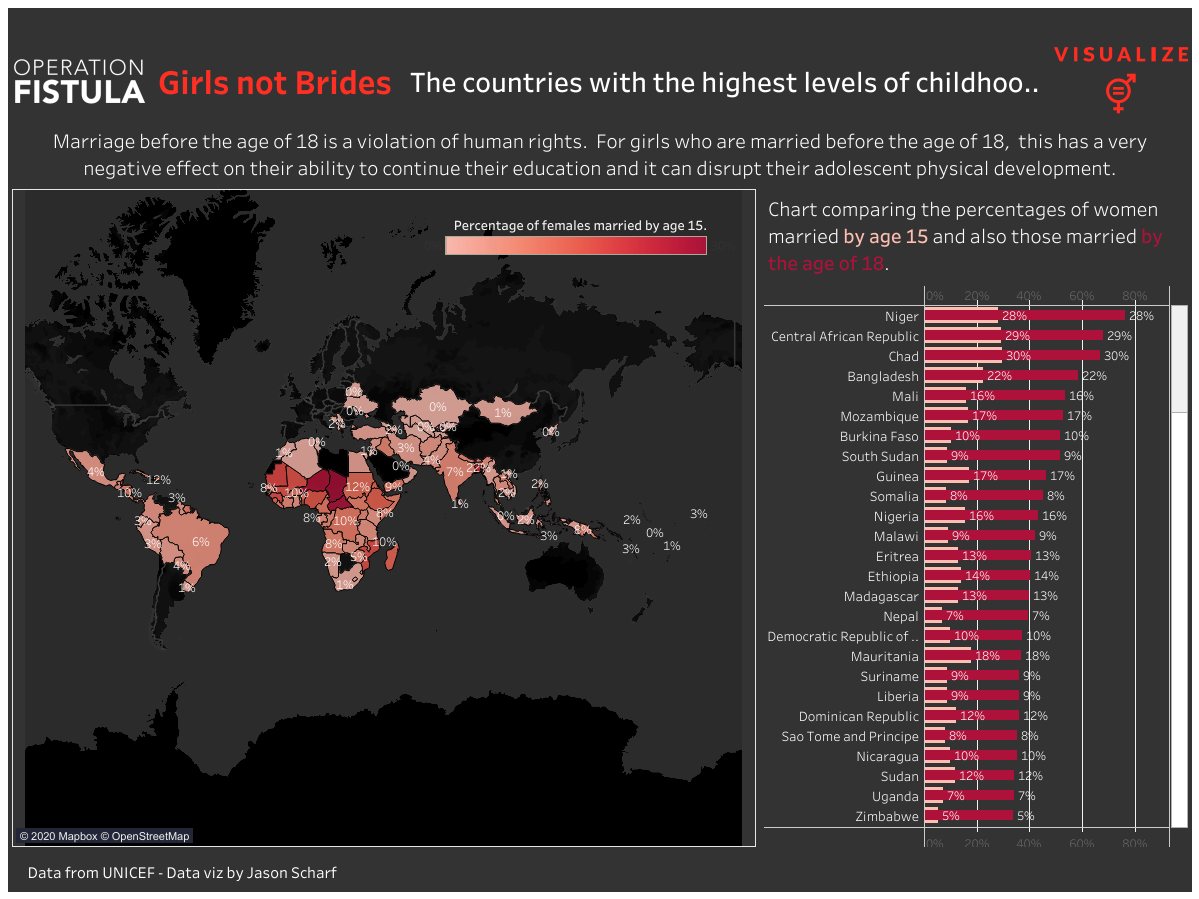 OPERATION
FISTULA
Girls not Brides The countries with the highest levels of childhoo..
VISUALIZE
Marriage before the age of 18 is a violation of human rights. For girls who are married before the age of 18, this has a very
negative effect on their ability to continue their education and it can disrupt their adolescent physical development.
Percentage of females married by age 15.
0%
0%
2%
0%
1%
0%
2%
0%
0%
3%
4%
1%
0%
1%
0%
4%
12%
10%
3%
8%
10%
12%
9%
7%
22%
1%
2%
1%
2%
3%
3%
6%
4%
1%
8%
10%
8%
8%
10%
2%
5%
1%
3%
2%
0%
3%
1%
3%
© 2020 Mapbox © OpenStreetMap
Chart comparing the percentages of women
married by age 15 and also those married by
the age of 18.
0% 20% 40% 60% 80%
Niger 28% 28%
Central African Republic 29% 29%
Chad 30% 30%
Bangladesh 22% 22%
Mali 16% 16%
Mozambique 17% 17%
Burkina Faso 10% 10%
South Sudan 9% 9%
Guinea 17% 17%
Somalia 8% 8%
Nigeria 16% 16%
Malawi 9% 9%
Eritrea 13% 13%
Ethiopia 14% 14%
Madagascar 13% 13%
Nepal 7% 7%
Democratic Republic of .. 10% 10%
Mauritania 18% 18%
Suriname 9% 9%
Liberia 9% 9%
Dominican Republic 12% 12%
Sao Tome and Principe 8% 8%
Nicaragua 10% 10%
Sudan 12% 12%
Uganda 7% 7%
Zimbabwe 5% 5%
0% 20% 40% 60% 80%
Data from UNICEF - Data viz by Jason Scharf